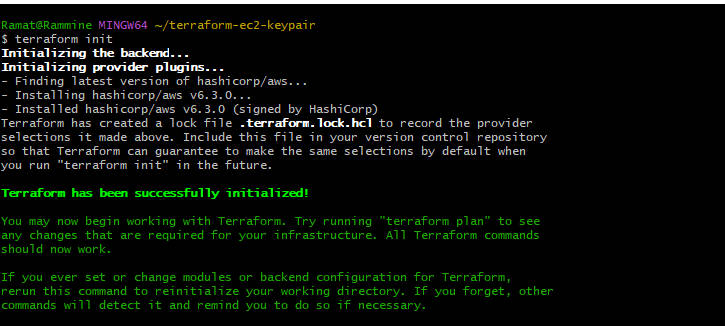 Ramat@Rammine MINGW64 ~/terraform-ec2-keypair
$ terraform init
Initializing the backend...
Initializing provider plugins...
- Finding latest version of hashicorp/aws...
- Installing hashicorp/aws v6.3.0...
- Installed hashicorp/aws v6.3.0 (signed by HashiCorp)
Terraform has created a lock file .terraform.lock.hcl to record the provider
selections it made above. Include this file in your version control repository
so that Terraform can guarantee to make the same selections by default when
you run "terraform init" in the future.
Terraform has been successfully initialized!
You may now begin working with Terraform. Try running "terraform plan" to see
any changes that are required for your infrastructure. All Terraform commands
should now work.
If you ever set or change modules or backend configuration for Terraform,
rerun this command to reinitialize your working directory. If you forget, other
commands will detect it and remind you to do so if necessary.